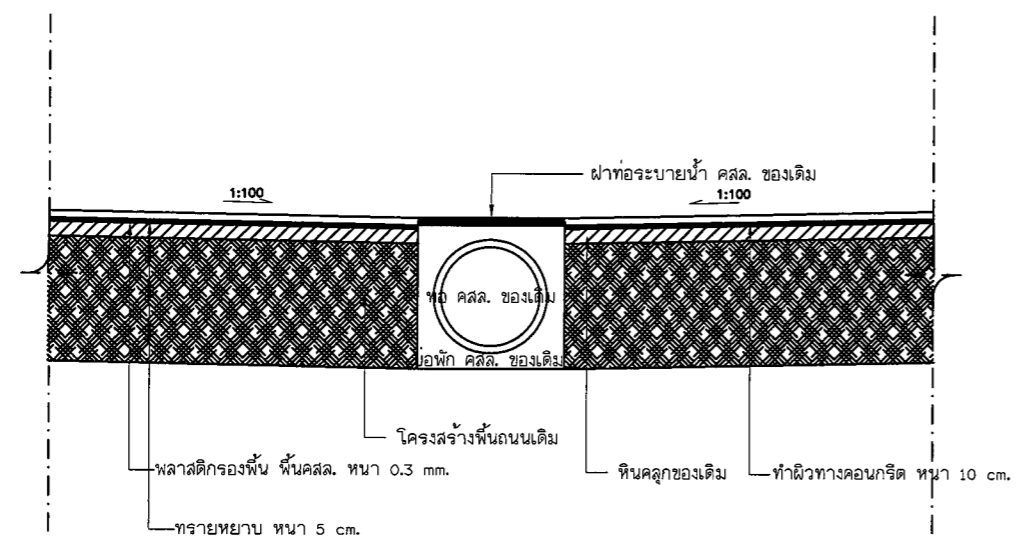 ฝาท่อระบายน้ำ คสล. ของเดิม
1:100
1:100
ท่อ คสล. ของเดิม
บ่อพัก คสล. ของเดิม
โครงสร้างพื้นถนนเดิม
พลาสติกรองพื้น พื้นคสล. หนา 0.3 mm.
หินคลุกของเดิม
ทำผิวทางคอนกรีต หนา 10 cm.
ทรายหยาบ หนา 5 cm.